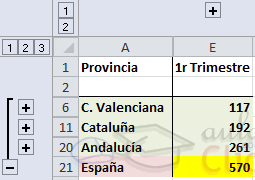 1
2
1 2 3 A E
1 Provincia 1r Trimestre
2
6 C. Valenciana 117
11 Cataluña 192
20 Andalucía 261
21 España 570